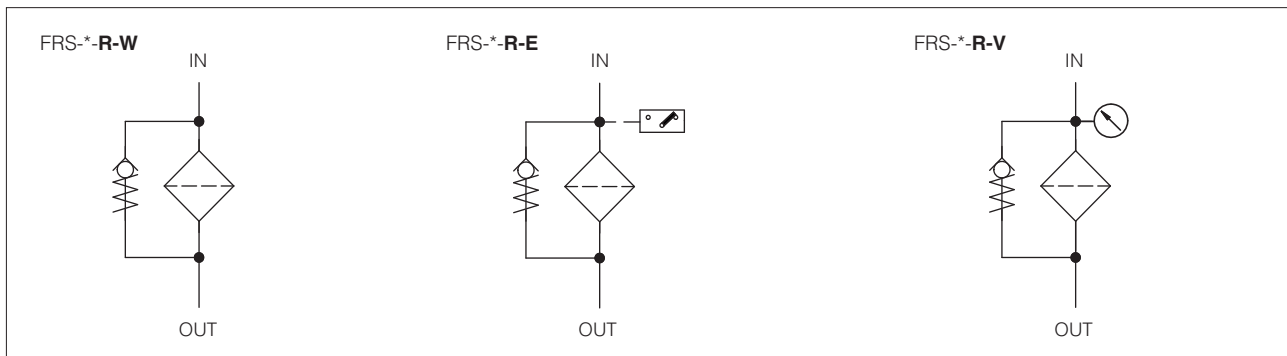 FRS-*-R-W
IN
OUT
FRS-*-R-E
IN
OUT
FRS-*-R-V
IN
OUT